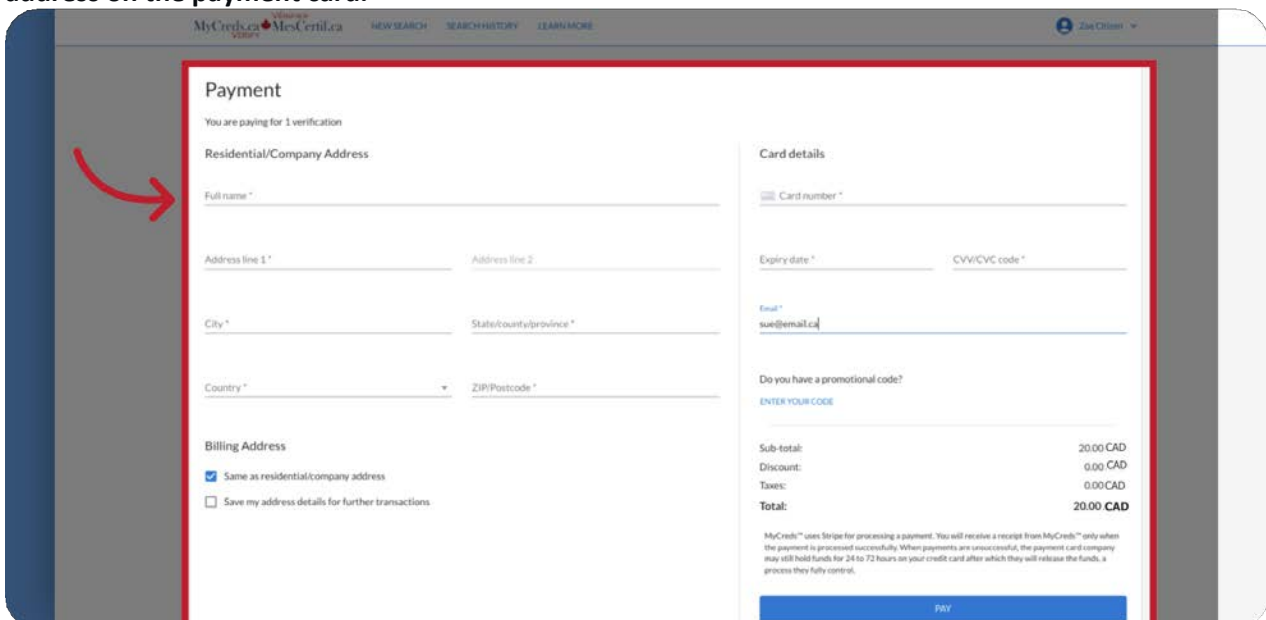 address on the payment card.
MyCreds.ca MesCertif.ca
VERIFY
NEW SEARCH SEARCH HISTORY LEARN MORE
Zae Citizen
Payment
You are paying for 1 verification
Residential/Company Address
Full name *
Address line 1 *
Address line 2
City *
State/county/province *
Country *
ZIP/Postcode *
Billing Address
Same as residential/company address
Save my address details for further transactions
Card details
Card number *
Expiry date *
CVV/CVC code *
Email *
sue@email.ca
Do you have a promotional code?
ENTER YOUR CODE
Sub-total: 20.00 CAD
Discount: 0.00 CAD
Taxes: 0.00 CAD
Total: 20.00 CAD
MyCreds™ uses Stripe for processing a payment. You will receive a receipt from MyCreds™ only when
the payment is processed successfully. When payments are unsuccessful, the payment card company
may still hold funds for 24 to 72 hours on your credit card after which they will release the funds, a
process they fully control.
PAY